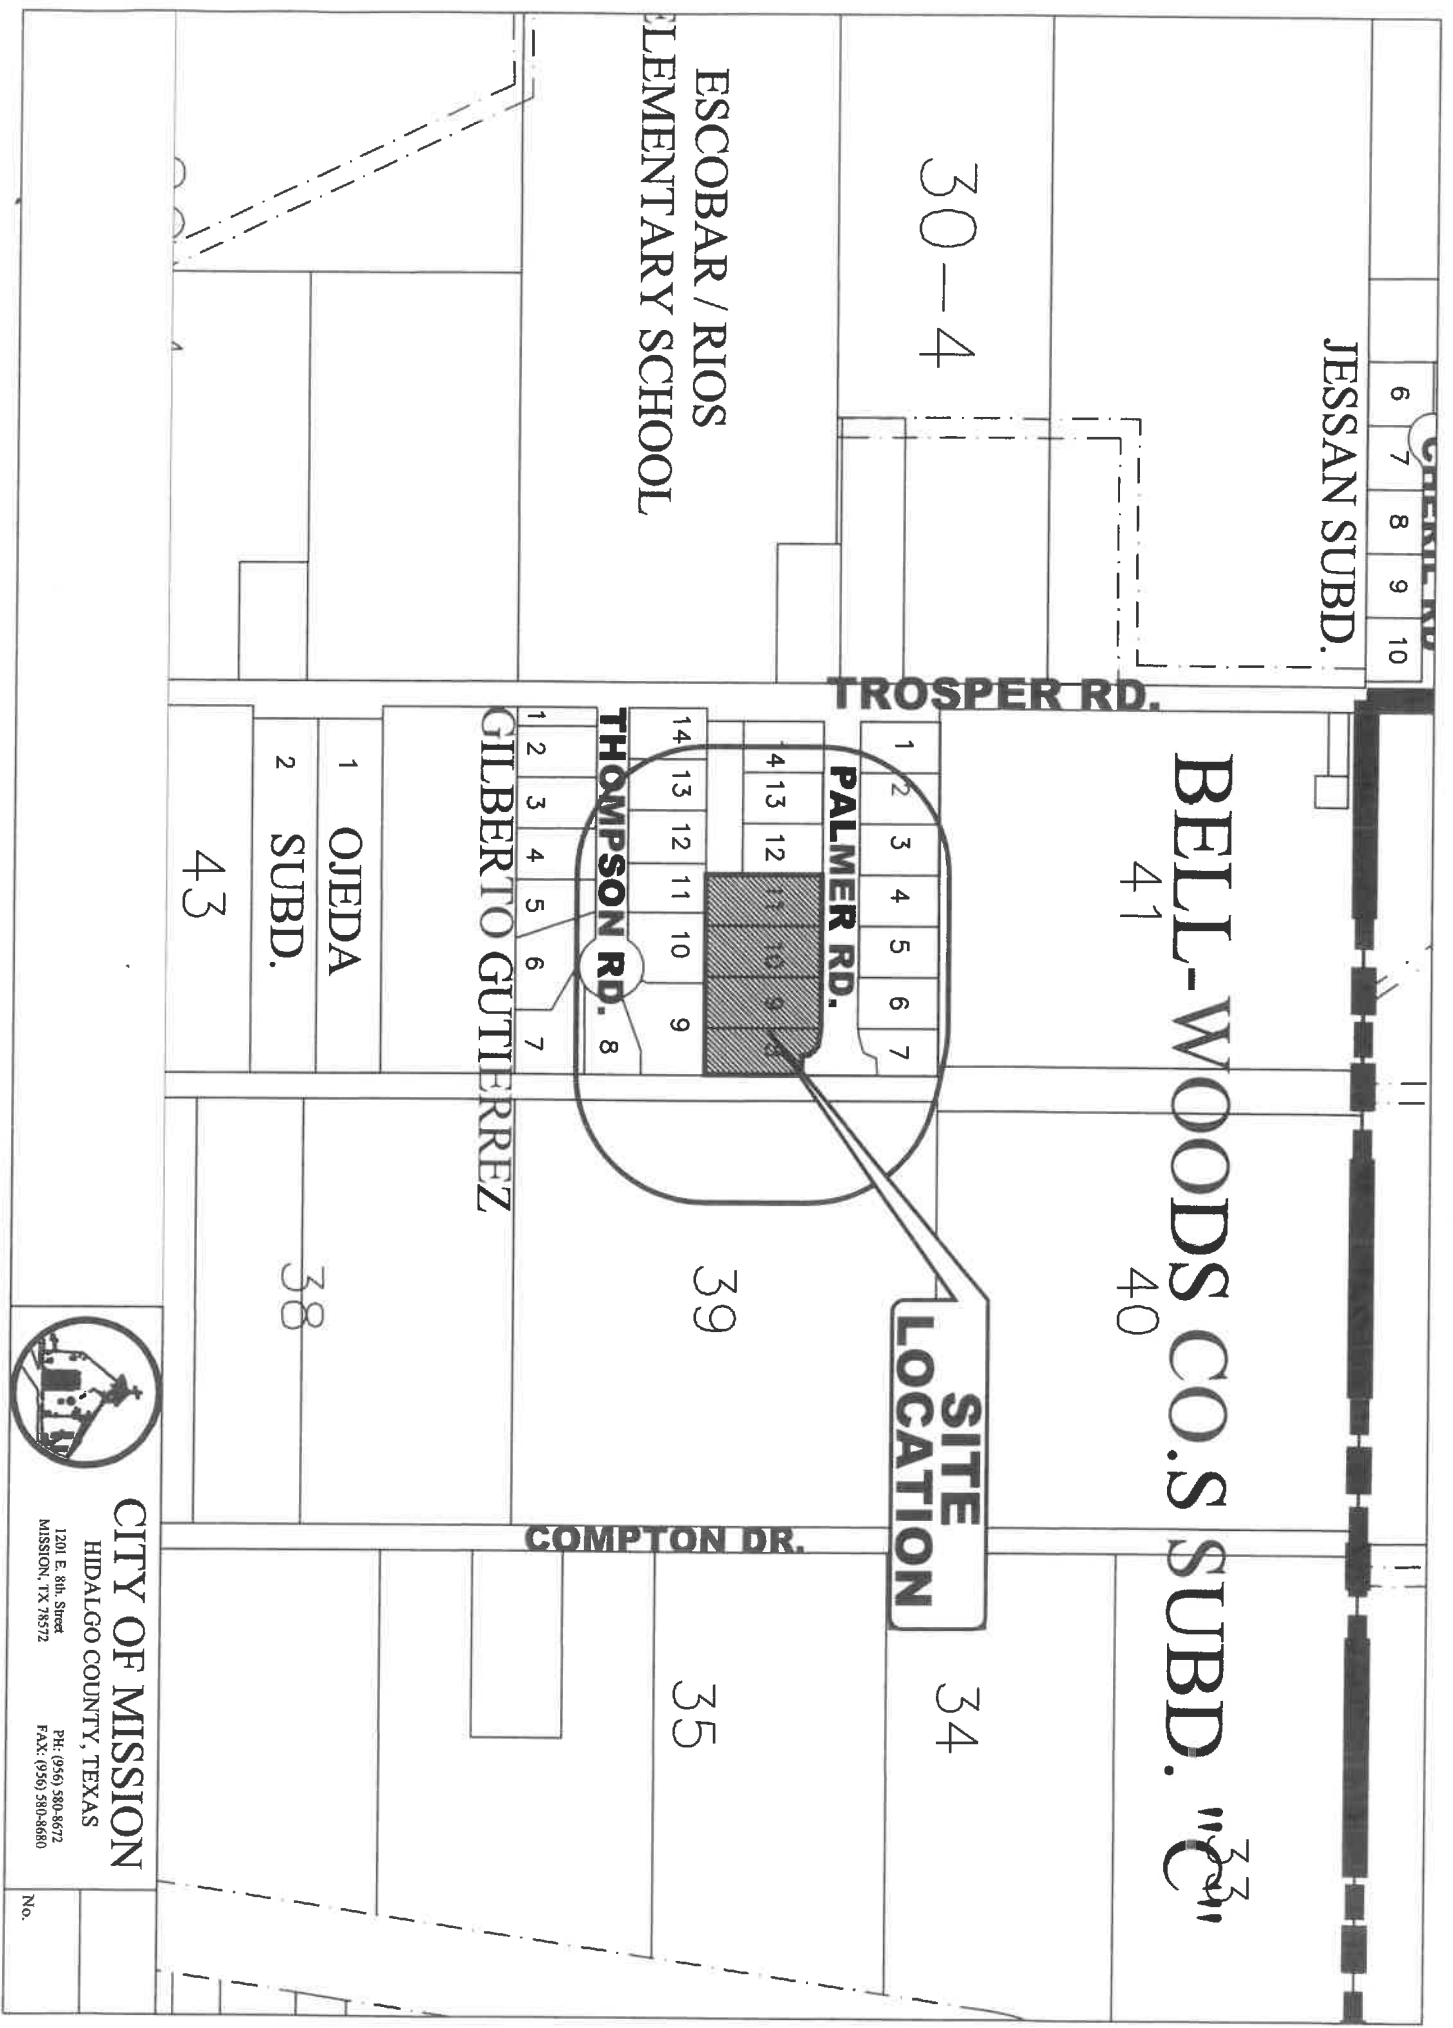 CHERIL RD
6
7
8
9
10
JESSAN SUBD.
30-4
ESCOBAR / RIOS
ELEMENTARY SCHOOL
TROSPER RD.
BELL-WOODS CO.S SUBD. "C"
41
40
33
1
2
3
4
5
6
7
PALMER RD.
14
13
12
11
10
9
8
14
13
12
11
10
9
THOMPSON RD.
8
1
2
3
4
5
6
7
GILBERTO GUTIERREZ
1 OJEDA
2 SUBD.
43
SITE
LOCATION
39
38
COMPTON DR.
34
35
CITY OF MISSION
HIDALGO COUNTY, TEXAS
1201 E. 8th. Street
MISSION, TX 78572
PH: (956) 580-8672
FAX: (956) 580-8680
No.